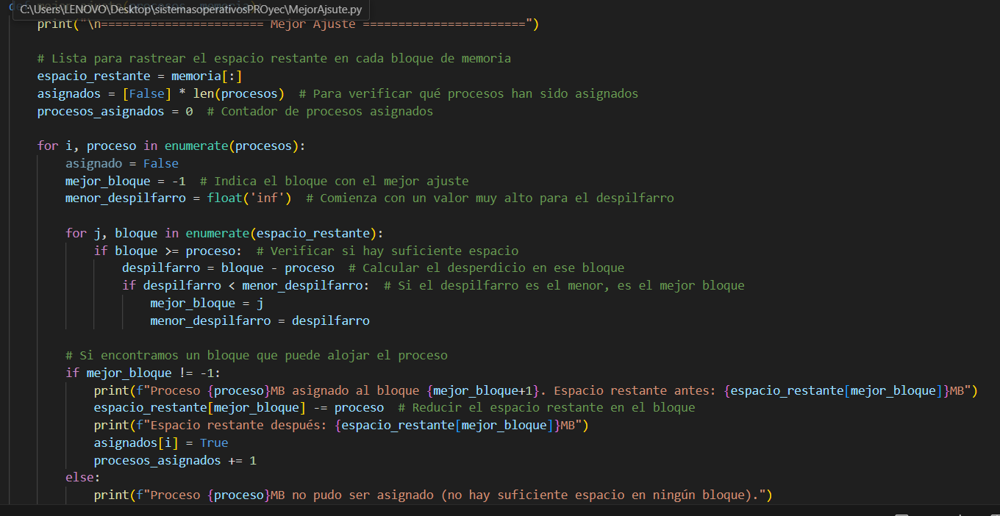 C:\Users\LENOVO\Desktop\sistemasoperativosPROyec\MejorAjsute.py
    print("\n======================= Mejor Ajuste =======================")

    # Lista para rastrear el espacio restante en cada bloque de memoria
    espacio_restante = memoria[:]
    asignados = [False] * len(procesos)  # Para verificar qué procesos han sido asignados
    procesos_asignados = 0  # Contador de procesos asignados

    for i, proceso in enumerate(procesos):
        asignado = False
        mejor_bloque = -1  # Indica el bloque con el mejor ajuste
        menor_despilfarro = float('inf')  # Comienza con un valor muy alto para el despilfarro

        for j, bloque in enumerate(espacio_restante):
            if bloque >= proceso:  # Verificar si hay suficiente espacio
                despilfarro = bloque - proceso  # Calcular el desperdicio en ese bloque
                if despilfarro < menor_despilfarro:  # Si el despilfarro es el menor, es el mejor bloque
                    mejor_bloque = j
                    menor_despilfarro = despilfarro

        # Si encontramos un bloque que puede alojar el proceso
        if mejor_bloque != -1:
            print(f"Proceso {proceso}MB asignado al bloque {mejor_bloque+1}. Espacio restante antes: {espacio_restante[mejor_bloque]}MB")
            espacio_restante[mejor_bloque] -= proceso  # Reducir el espacio restante en el bloque
            print(f"Espacio restante después: {espacio_restante[mejor_bloque]}MB")
            asignados[i] = True
            procesos_asignados += 1
        else:
            print(f"Proceso {proceso}MB no pudo ser asignado (no hay suficiente espacio en ningún bloque).")